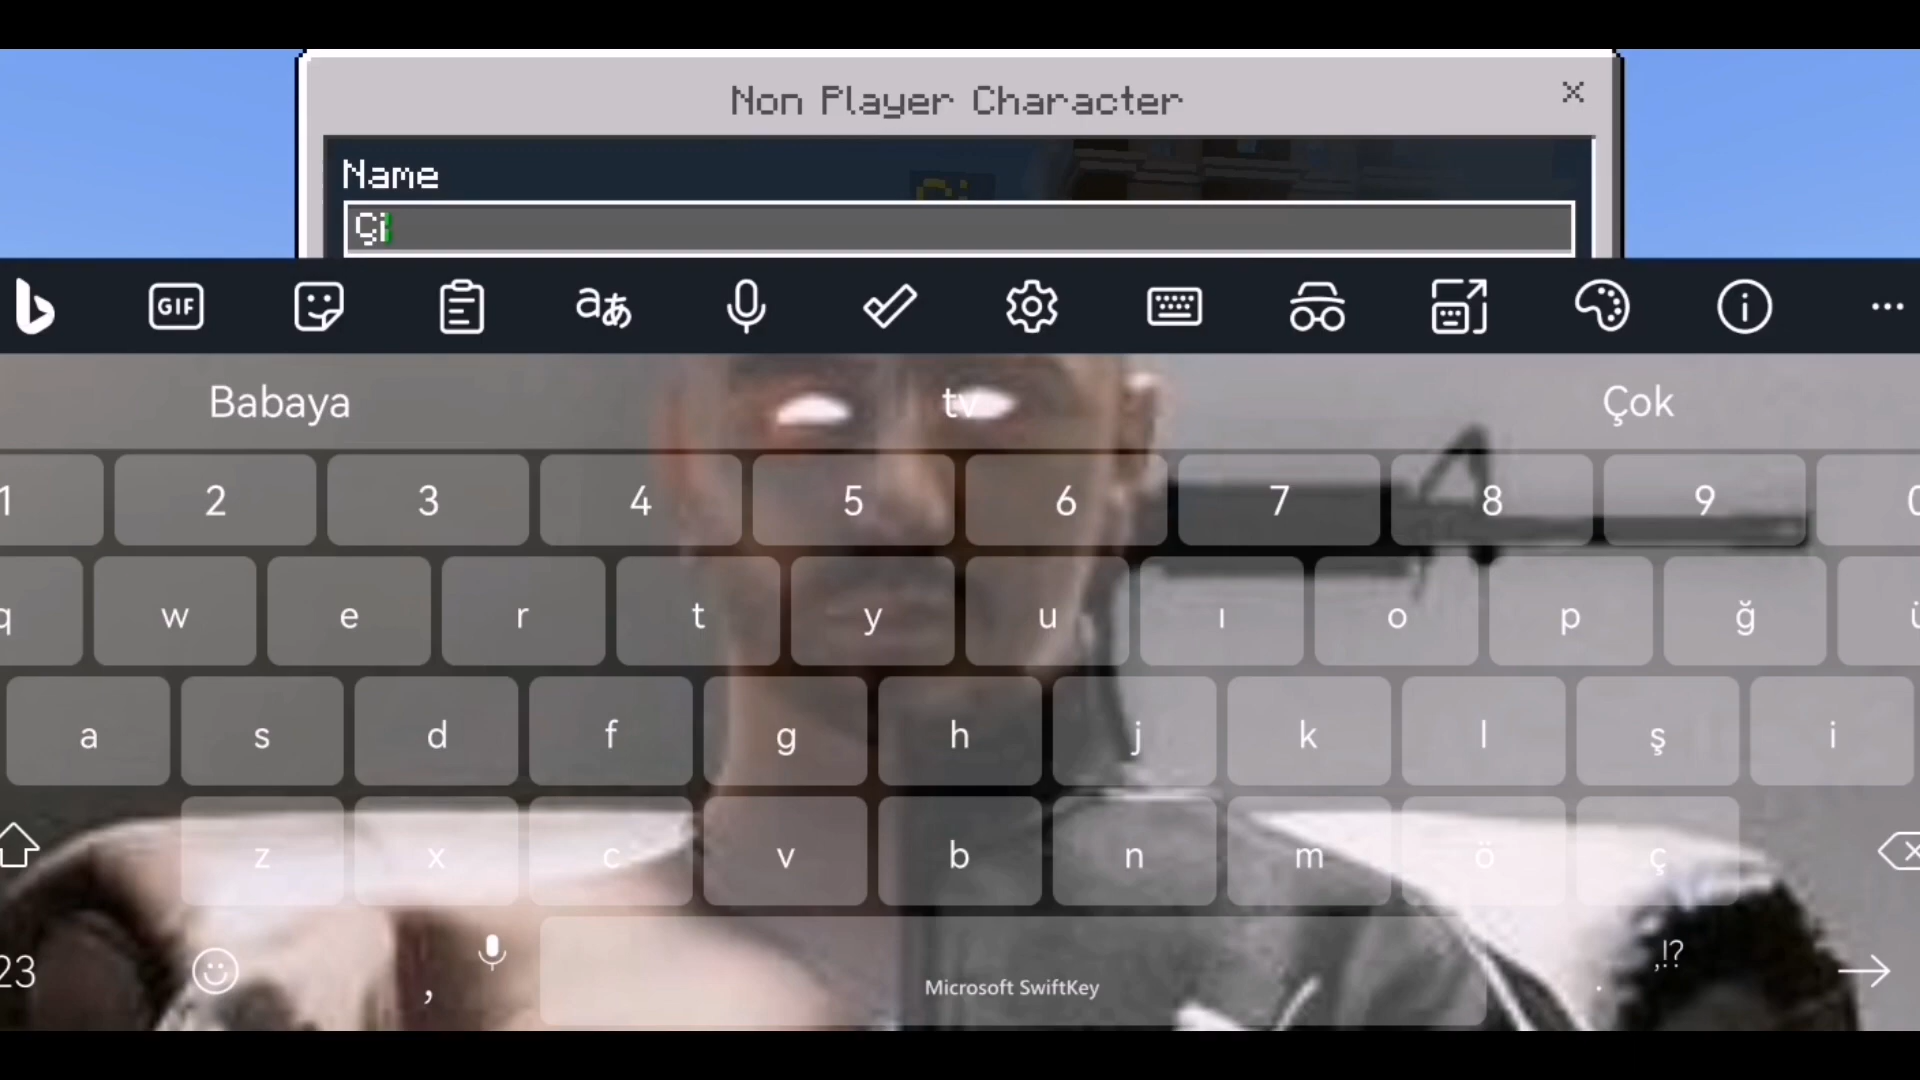 Non Player Character
Name
Çi
GIF
aあ
Babaya tv Çok
1 2 3 4 5 6 7 8 9 0
q w e r t y u ı o p ğ ü
a s d f g h j k l ş i
z x c v b n m ö ç
23 , Microsoft SwiftKey . ,!?